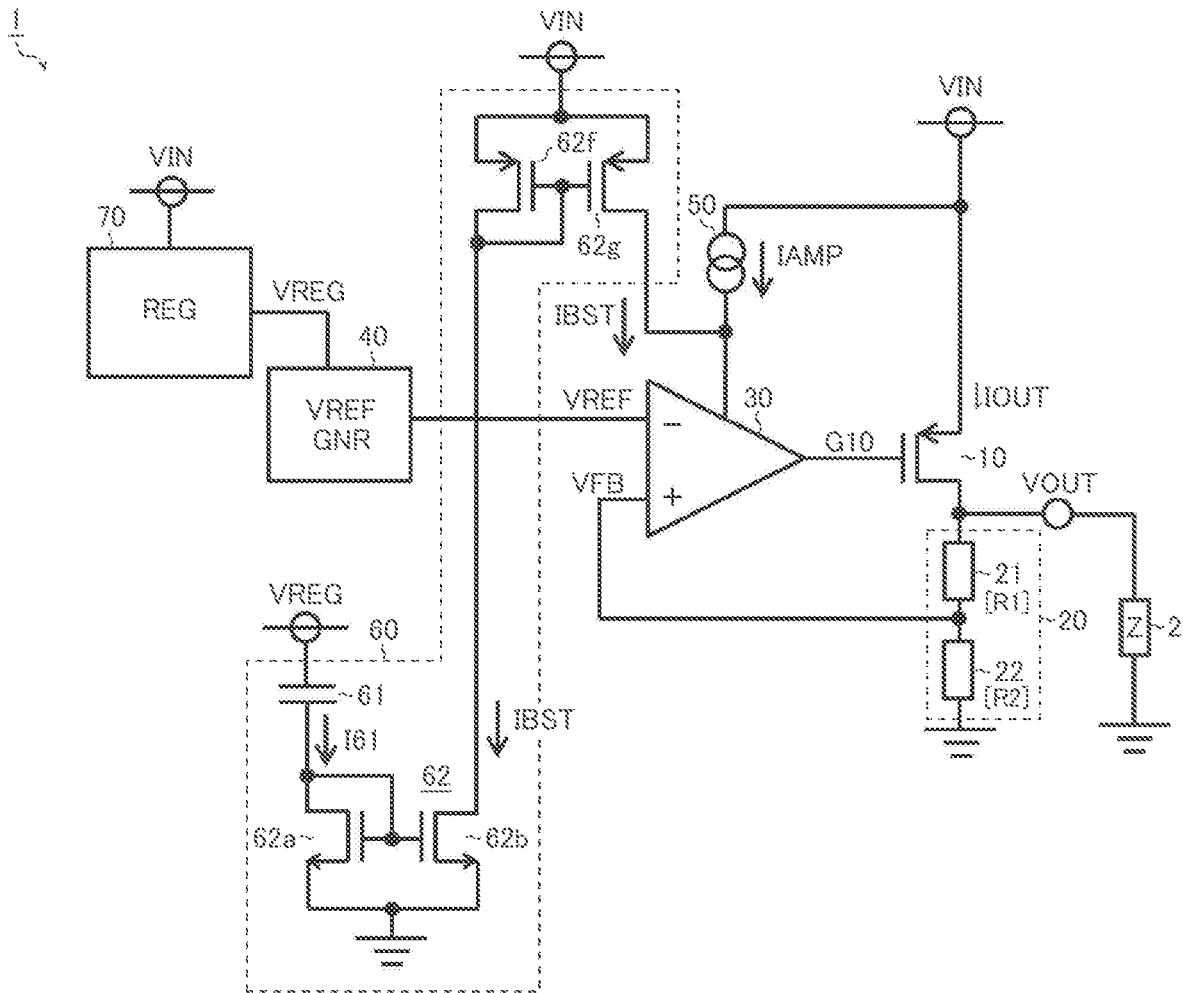 1
VIN
VIN
VIN
62f
62g
50
IAMP
70
REG
VREG
40
VREF
GNR
IBST
VREF
30
IIOUT
G10
10
VFB
VOUT
21
[R1]
20
Z
2
22
[R2]
VREG
60
61
I61
IBST
62
62a
62b